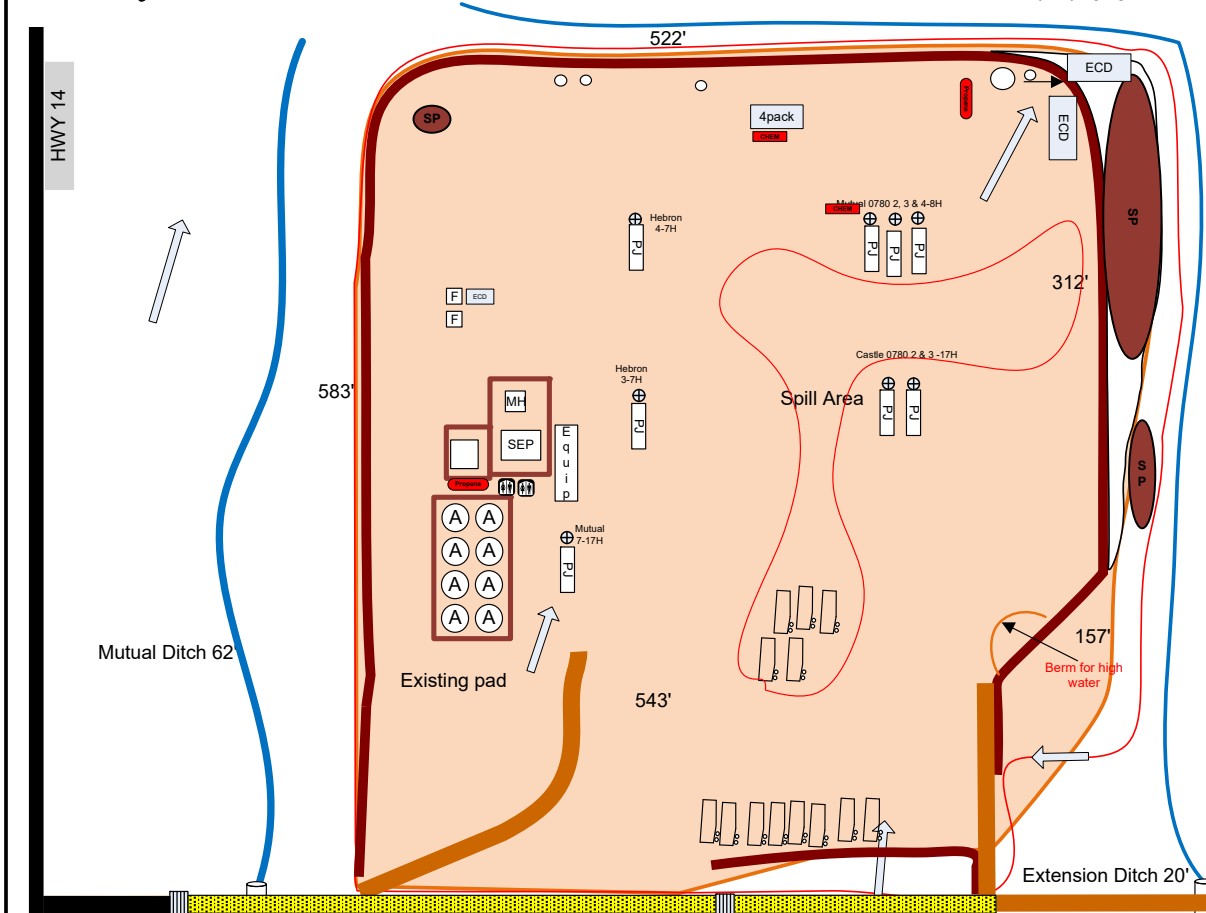 522'
ECD
HWY 14
SP
4pack
CHEM
Propane
ECD
SP
CHEM
Mutual 0780 2, 3 & 4-8H
Hebron
4-7H
PJ
PJ
PJ
PJ
312'
F
ECD
F
Castle 0780 2 & 3 -17H
Hebron
3-7H
583'
Spill Area
MH
PJ
PJ
PJ
SEP
Equip
SP
Propane
A
A
Mutual
7-17H
A
A
PJ
A
A
A
A
157'
Mutual Ditch 62'
Berm for high
water
Existing pad
543'
Extension Ditch 20'